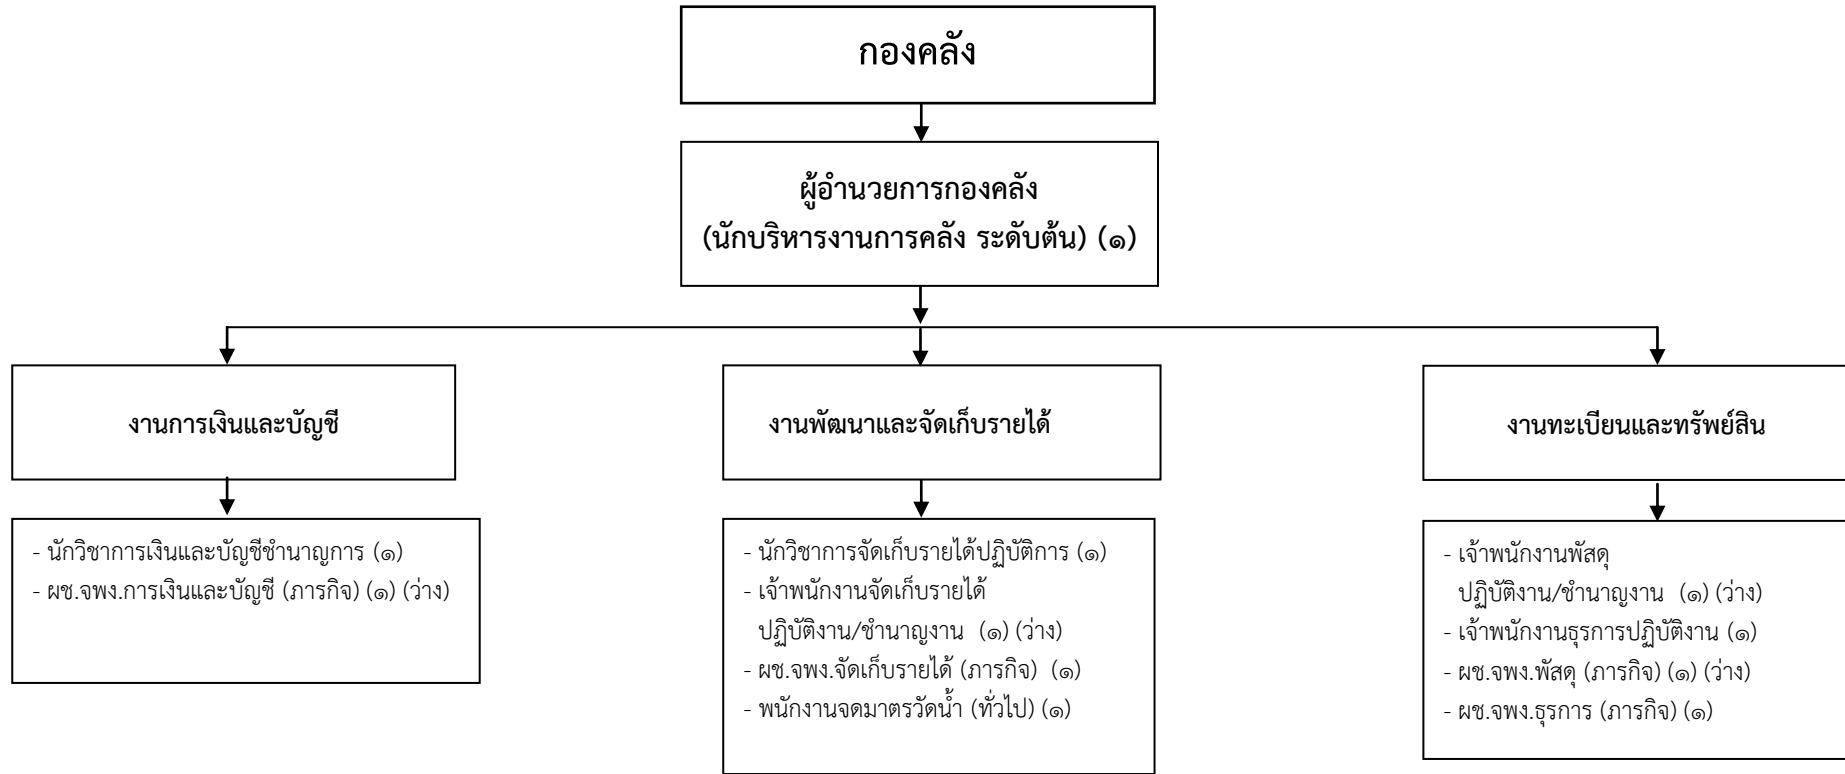 กองคลัง
ผู้อำนวยการกองคลัง
(นักบริหารงานการคลัง ระดับต้น) (๑)
งานการเงินและบัญชี
- นักวิชาการเงินและบัญชีชำนาญการ (๑)
- ผช.จพง.การเงินและบัญชี (ภารกิจ) (๑) (ว่าง)
งานพัฒนาและจัดเก็บรายได้
- นักวิชาการจัดเก็บรายได้ปฏิบัติการ (๑)
- เจ้าพนักงานจัดเก็บรายได้
ปฏิบัติงาน/ชำนาญงาน (๑) (ว่าง)
- ผช.จพง.จัดเก็บรายได้ (ภารกิจ) (๑)
- พนักงานจดมาตรวัดน้ำ (ทั่วไป) (๑)
งานทะเบียนและทรัพย์สิน
- เจ้าพนักงานพัสดุ
ปฏิบัติงาน/ชำนาญงาน (๑) (ว่าง)
- เจ้าพนักงานธุรการปฏิบัติงาน (๑)
- ผช.จพง.พัสดุ (ภารกิจ) (๑) (ว่าง)
- ผช.จพง.ธุรการ (ภารกิจ) (๑)